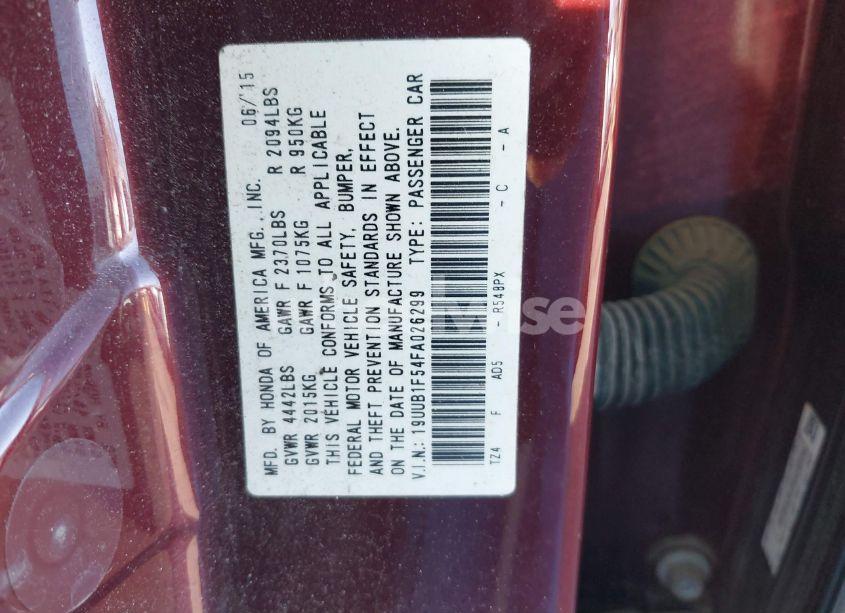 MFD. BY HONDA OF AMERICA MFG., INC. 06/15
GVWR 4442LBS GAWR F 2370LBS R 2094LBS
GVWR 2015KG GAWR F 1075KG R 950KG
THIS VEHICLE CONFORMS TO ALL APPLICABLE
FEDERAL MOTOR VEHICLE SAFETY, BUMPER,
AND THEFT PREVENTION STANDARDS IN EFFECT
ON THE DATE OF MANUFACTURE SHOWN ABOVE.
V.I.N.: 19UUB1F54FA026299 TYPE: PASSENGER CAR
TZ4 F AD5 - R548PX - C - A